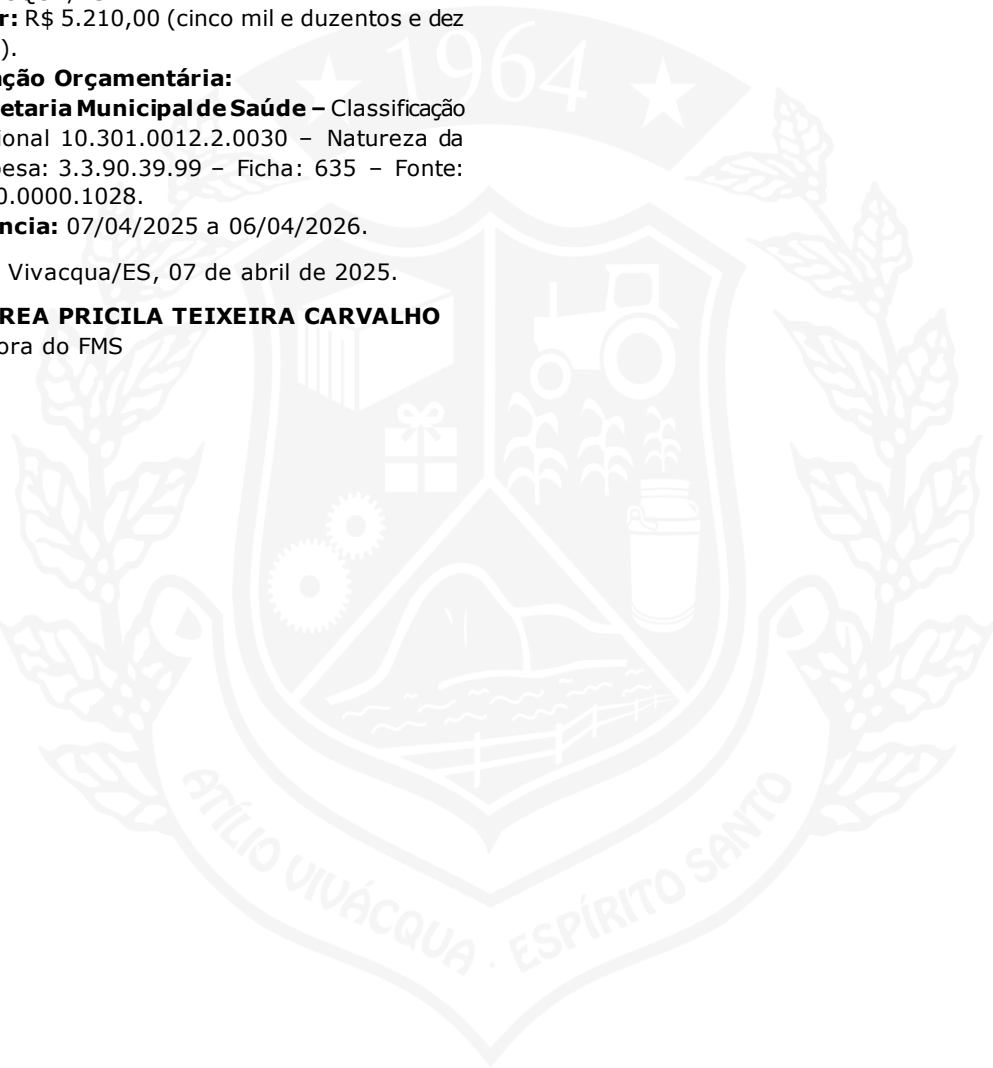 r: R$ 5.210,00 (cinco mil e duzentos e dez
).
ção Orçamentária:
etaria Municipal de Saúde – Classificação
ional 10.301.0012.2.0030 – Natureza da
esa: 3.3.90.39.99 – Ficha: 635 – Fonte:
0.0000.1028.
ncia: 07/04/2025 a 06/04/2026.
Vivacqua/ES, 07 de abril de 2025.
REA PRICILA TEIXEIRA CARVALHO
ora do FMS
1964
ATÍLIO VIVÁCQUA . ESPÍRITO SANTO